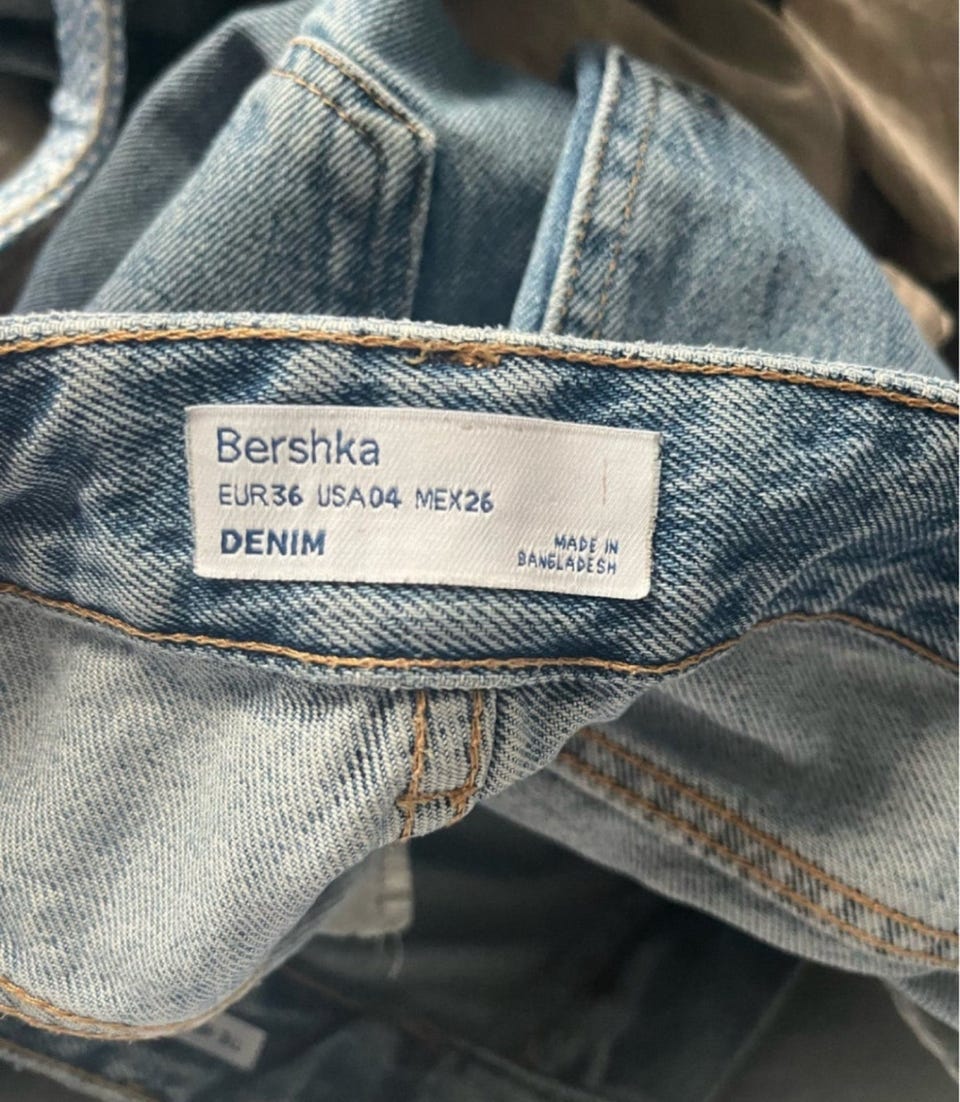 Bershka
EUR36 USA04 MEX26
DENIM
MADE IN
BANGLADESH